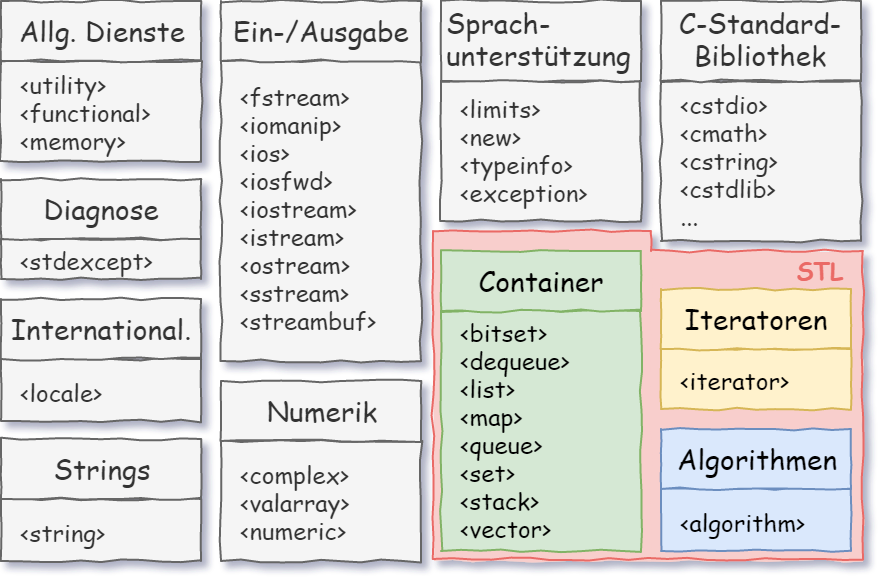 Allg. Dienste
<utility>
<functional>
<memory>
Diagnose
<stdexcept>
International.
<locale>
Strings
<string>
Ein-/Ausgabe
<fstream>
<iomanip>
<ios>
<iosfwd>
<iostream>
<istream>
<ostream>
<sstream>
<streambuf>
Numerik
<complex>
<valarray>
<numeric>
Sprach-
unterstützung
<limits>
<new>
<typeinfo>
<exception>
C-Standard-
Bibliothek
<cstdio>
<cmath>
<cstring>
<cstdlib>
...
STL
Container
<bitset>
<dequeue>
<list>
<map>
<queue>
<set>
<stack>
<vector>
Iteratoren
<iterator>
Algorithmen
<algorithm>